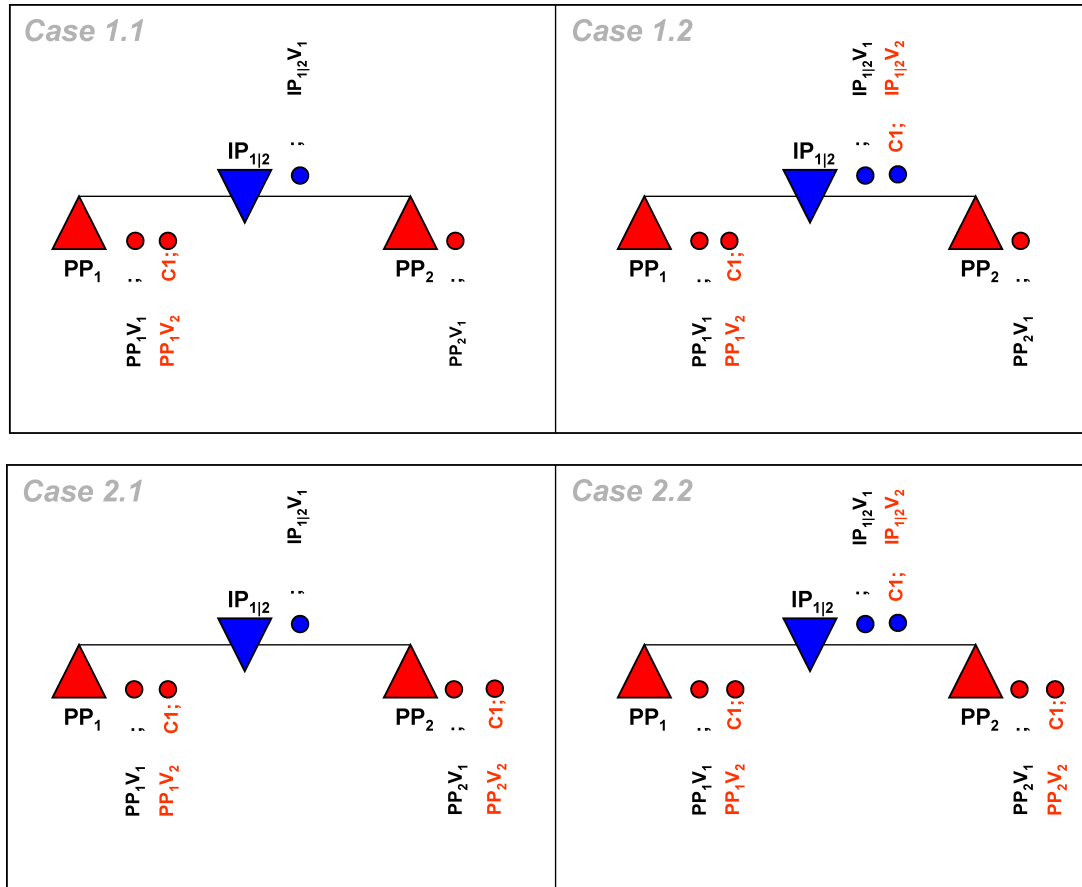 Case 1.1
IP₁|₂V₁
;
IP₁|₂
PP₁
PP₂
;
C1;
;
PP₁V₁
PP₁V₂
PP₂V₁
Case 1.2
IP₁|₂V₁
IP₁|₂V₂
;
C1;
IP₁|₂
PP₁
PP₂
;
C1;
;
PP₁V₁
PP₁V₂
PP₂V₁
Case 2.1
IP₁|₂V₁
;
IP₁|₂
PP₁
PP₂
;
C1;
;
C1;
PP₁V₁
PP₁V₂
PP₂V₁
PP₂V₂
Case 2.2
IP₁|₂V₁
IP₁|₂V₂
;
C1;
IP₁|₂
PP₁
PP₂
;
C1;
;
C1;
PP₁V₁
PP₁V₂
PP₂V₁
PP₂V₂